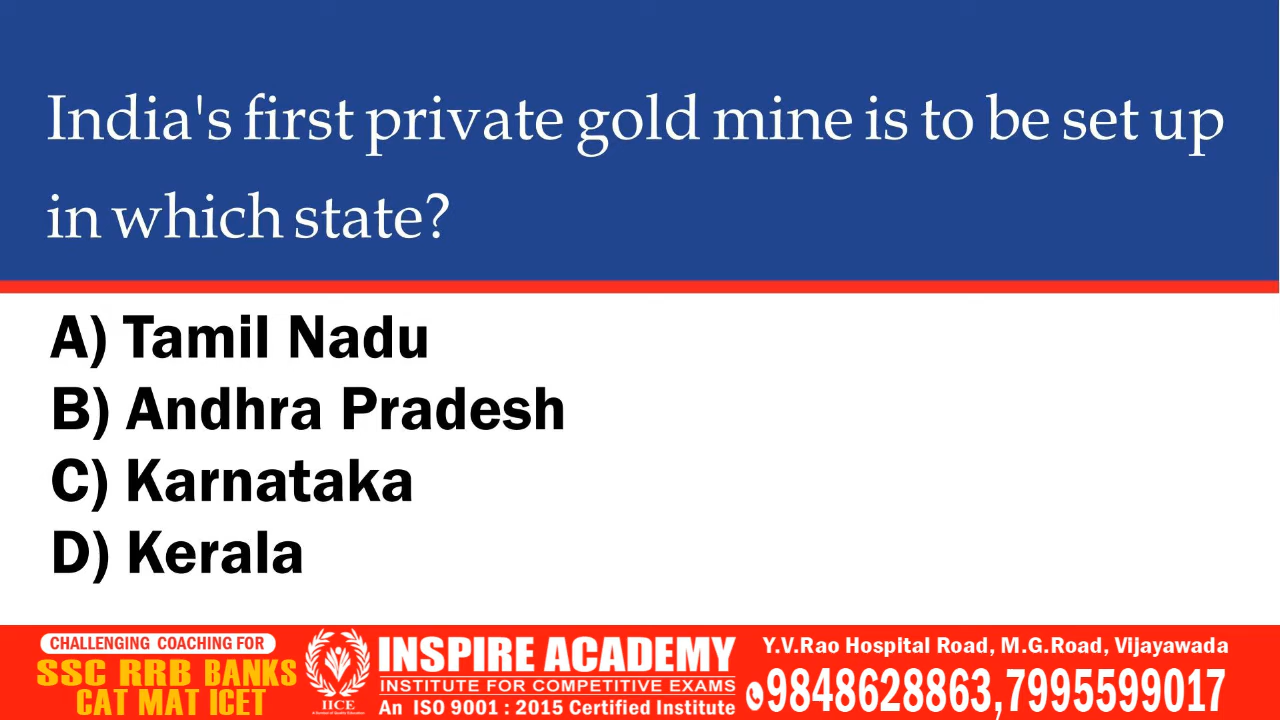 India's first private gold mine is to be set up
in which state?
A) Tamil Nadu
B) Andhra Pradesh
C) Karnataka
D) Kerala
CHALLENGING COACHING FOR
SSC RRB BANKS
CAT MAT ICET
IICE
INSPIRE ACADEMY
INSTITUTE FOR COMPETITIVE EXAMS
An ISO 9001 : 2015 Certified Institute
Y.V.Rao Hospital Road, M.G.Road, Vijayawada
9848628863,7995599017